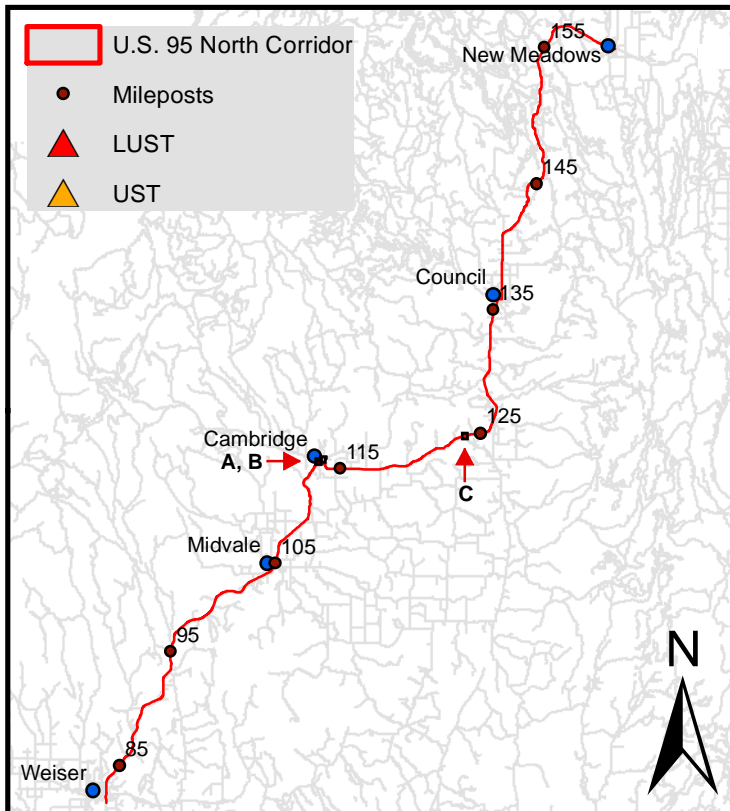 U.S. 95 North Corridor
Mileposts
LUST
UST
155
New Meadows
145
Council
135
125
Cambridge
115
A, B
C
Midvale
105
95
N
85
Weiser